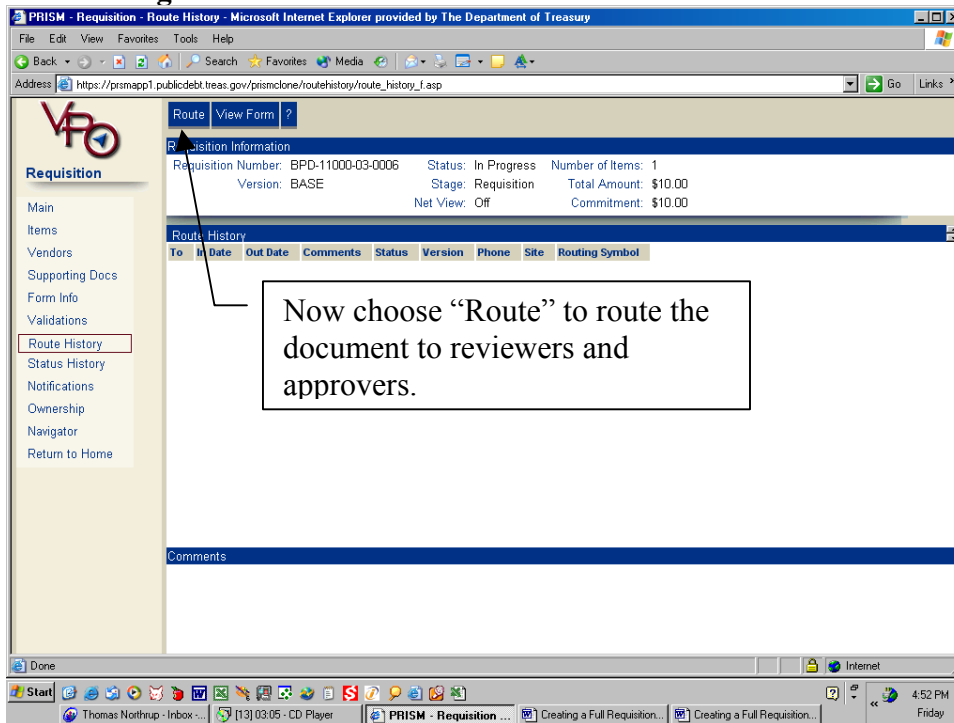 PRISM - Requisition - Route History - Microsoft Internet Explorer provided by The Department of Treasury
File Edit View Favorites Tools Help
Back Search Favorites Media
Address https://prsmapp1.publicdebt.treas.gov/prismclone/routehistory/route_history_f.asp Go Links
VPO
Requisition
Main
Items
Vendors
Supporting Docs
Form Info
Validations
Route History
Status History
Notifications
Ownership
Navigator
Return to Home
Route View Form ?
Requisition Information
Requisition Number: BPD-11000-03-0006 Status: In Progress Number of Items: 1
Version: BASE Stage: Requisition Total Amount: $10.00
Net View: Off Commitment: $10.00
Route History
To In Date Out Date Comments Status Version Phone Site Routing Symbol
Now choose “Route” to route the
document to reviewers and
approvers.
Comments
Done Internet
Start 4:52 PM
Thomas Northrup - Inbox -... [13] 03:05 - CD Player PRISM - Requisition ... Creating a Full Requisition... Creating a Full Requisition... Friday